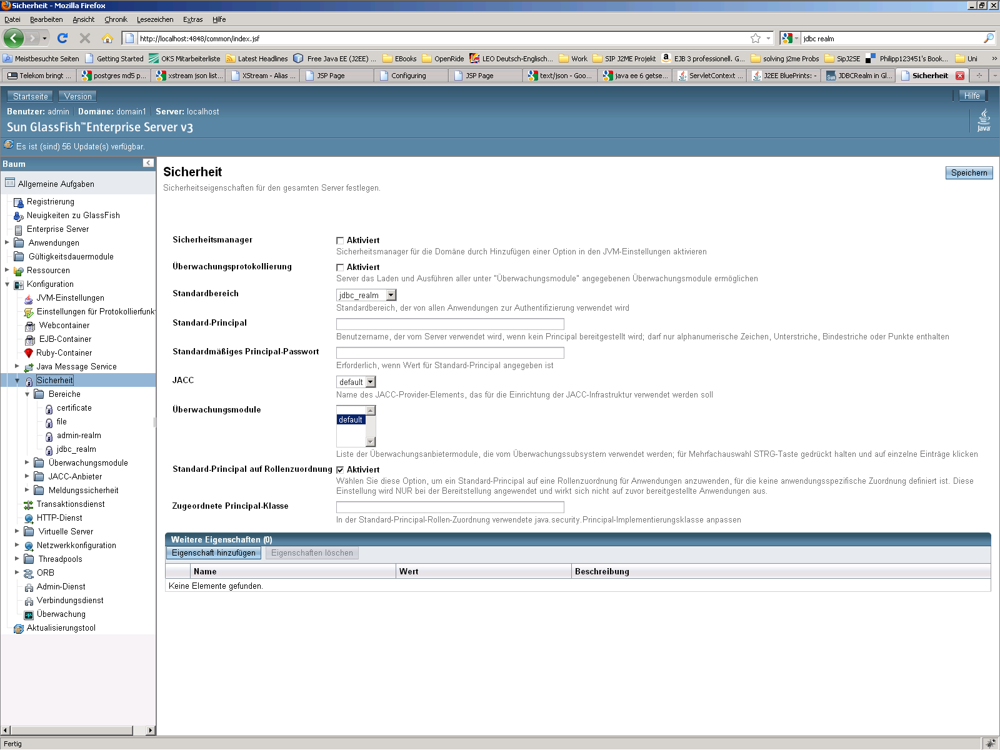 Sicherheit - Mozilla Firefox
Datei Bearbeiten Ansicht Chronik Lesezeichen Extras Hilfe
http://localhost:4848/common/index.jsf
jdbc realm
Meistbesuchte Seiten Getting Started OKS Mitarbeiterliste Latest Headlines Free Java EE (J2EE) ... EBooks OpenRide LEO Deutsch-Englisch... Work SIP J2ME Projekt EJB 3 professionell. G... solving j2me Probs SipJ2SE Philipp123451's Book... Uni »
Telekom bringt ... postgres md5 p... xstream json list... XStream - Alias ... JSP Page Configuring JSP Page text/json - Goo... java ee 6 getse... ServletContext ... J2EE BluePrints: - JDBCRealm in Gl... Sicherheit
Startseite Version Hilfe
Benutzer: admin Domäne: domain1 Server: localhost
Sun GlassFish™ Enterprise Server v3
Java
Es ist (sind) 56 Update(s) verfügbar.
Baum
Allgemeine Aufgaben
Registrierung
Neuigkeiten zu GlassFish
Enterprise Server
Anwendungen
Gültigkeitsdauermodule
Ressourcen
Konfiguration
JVM-Einstellungen
Einstellungen für Protokollierfunk
Webcontainer
EJB-Container
Ruby-Container
Java Message Service
Sicherheit
Bereiche
certificate
file
admin-realm
jdbc_realm
Überwachungsmodule
JACC-Anbieter
Meldungssicherheit
Transaktionsdienst
HTTP-Dienst
Virtuelle Server
Netzwerkkonfiguration
Threadpools
ORB
Admin-Dienst
Verbindungsdienst
Überwachung
Aktualisierungstool
Sicherheit
Speichern
Sicherheitseigenschaften für den gesamten Server festlegen.
Sicherheitsmanager Aktiviert
Sicherheitsmanager für die Domäne durch Hinzufügen einer Option in den JVM-Einstellungen aktivieren
Überwachungsprotokollierung Aktiviert
Server das Laden und Ausführen aller unter "Überwachungsmodule" angegebenen Überwachungsmodule ermöglichen
Standardbereich jdbc_realm
Standardbereich, der von allen Anwendungen zur Authentifizierung verwendet wird
Standard-Principal
Benutzername, der vom Server verwendet wird, wenn kein Principal bereitgestellt wird; darf nur alphanumerische Zeichen, Unterstriche, Bindestriche oder Punkte enthalten
Standardmäßiges Principal-Passwort
Erforderlich, wenn Wert für Standard-Principal angegeben ist
JACC default
Name des JACC-Provider-Elements, das für die Einrichtung der JACC-Infrastruktur verwendet werden soll
Überwachungsmodule
default
Liste der Überwachungsanbietermodule, die vom Überwachungssubsystem verwendet werden; für Mehrfachauswahl STRG-Taste gedrückt halten und auf einzelne Einträge klicken
Standard-Principal auf Rollenzuordnung Aktiviert
Wählen Sie diese Option, um ein Standard-Principal auf eine Rollenzuordnung für Anwendungen anzuwenden, für die keine anwendungsspezifische Zuordnung definiert ist. Diese
Einstellung wird NUR bei der Bereitstellung angewendet und wirkt sich nicht auf zuvor bereitgestellte Anwendungen aus.
Zugeordnete Principal-Klasse
In der Standard-Principal-Rollen-Zuordnung verwendete java.security.Principal-Implementierungsklasse anpassen
Weitere Eigenschaften (0)
Eigenschaft hinzufügen Eigenschaften löschen
Name Wert Beschreibung
Keine Elemente gefunden.
Fertig